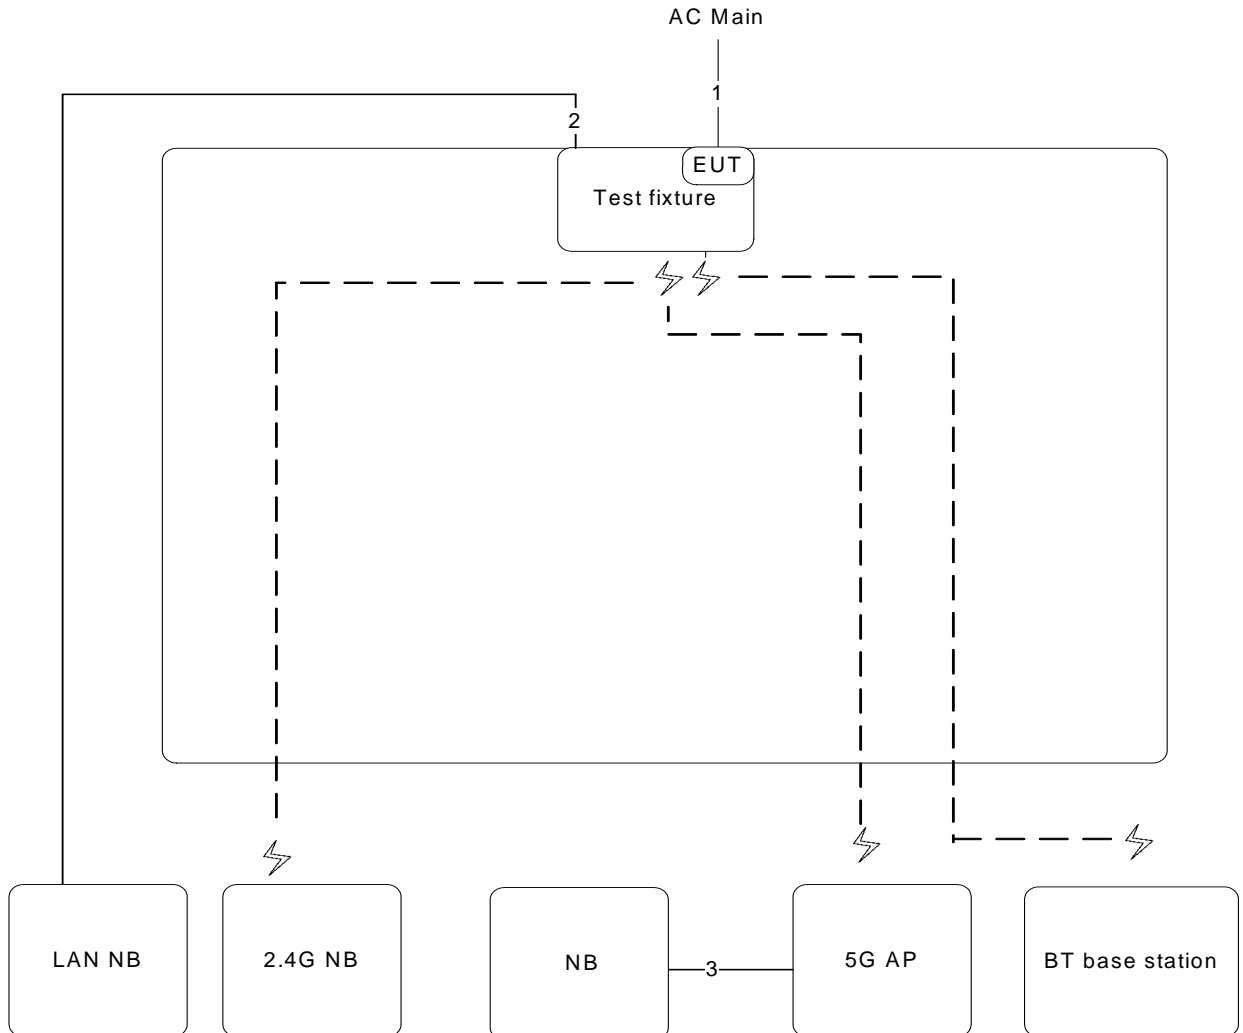 AC Main
1
2
EUT
Test fixture
LAN NB
2.4G NB
NB
3
5G AP
BT base station